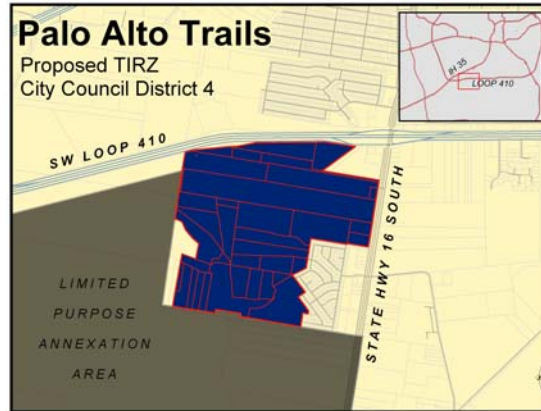 Palo Alto Trails
Proposed TIRZ
City Council District 4
IH 35
LOOP 410
SW LOOP 410
STATE HWY 16 SOUTH
LIMITED
PURPOSE
ANNEXATION
AREA